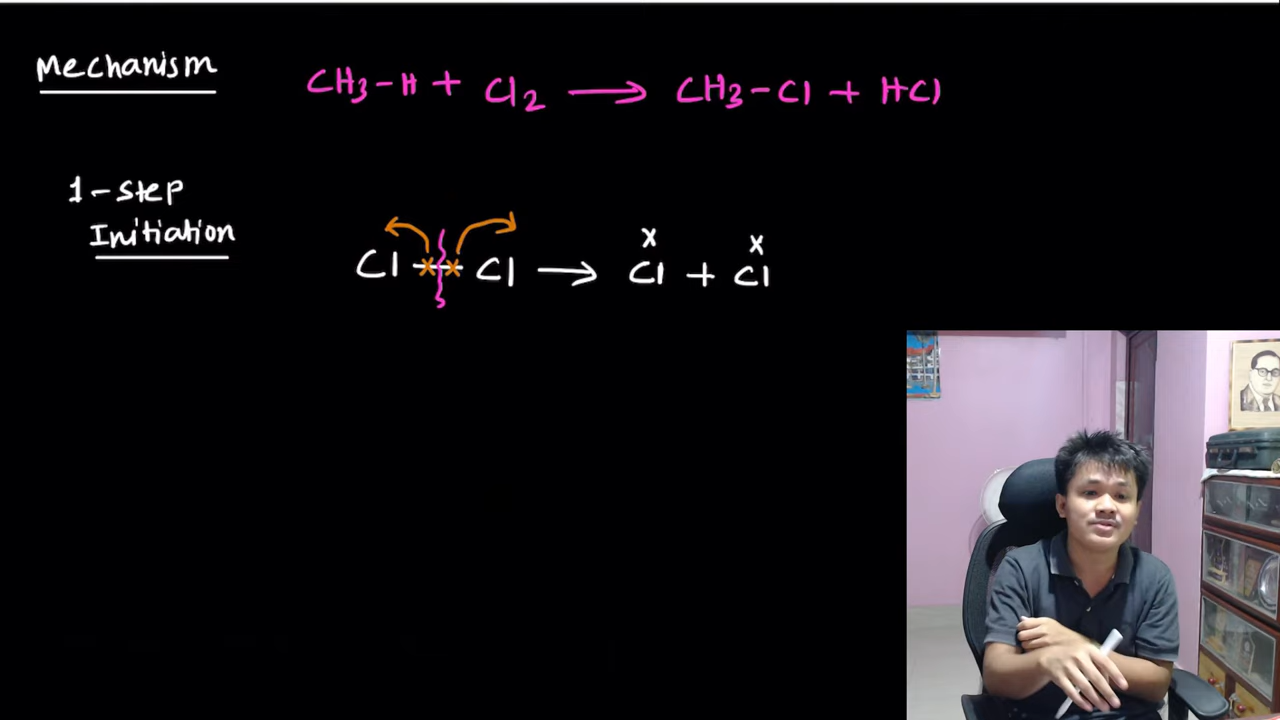 Mechanism
CH3-H + Cl2 → CH3-Cl + HCl
1-step
Initiation
Cl ×× Cl → Cl + Cl
× ×